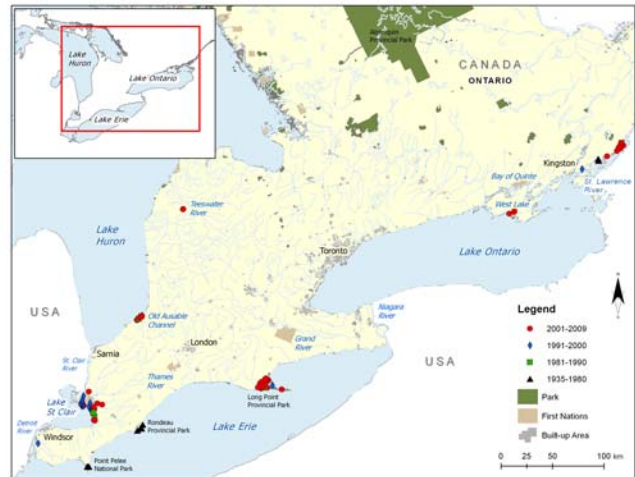 Lake
Huron
Lake Ontario
Lake Erie
Algonquin
Provincial Park
CANADA
ONTARIO
Kingston
Bay of Quinte
St. Lawrence
River
West Lake
Teeswater
River
Lake
Huron
Toronto
Lake Ontario
USA
Old Ausable
Channel
Niagara
River
London
Grand
River
Sarnia
St. Clair
River
Thames
River
USA
Lake
St Clair
Long Point
Provincial Park
Detroit
River
Windsor
Rondeau
Provincial Park
Lake Erie
Point Pelee
National Park
Legend
2001-2009
1991-2000
1981-1990
1935-1980
Park
First Nations
Built-up Area
0 25 50 100 km